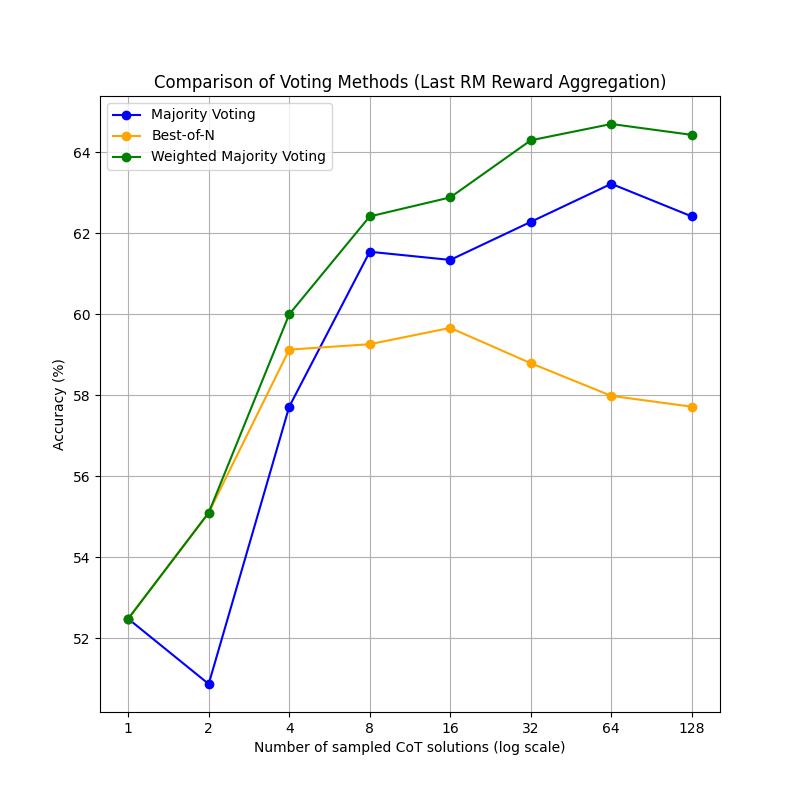 Comparison of Voting Methods (Last RM Reward Aggregation)
Majority Voting
Best-of-N
Weighted Majority Voting
64
62
60
58
56
54
52
Accuracy (%)
1 2 4 8 16 32 64 128
Number of sampled CoT solutions (log scale)